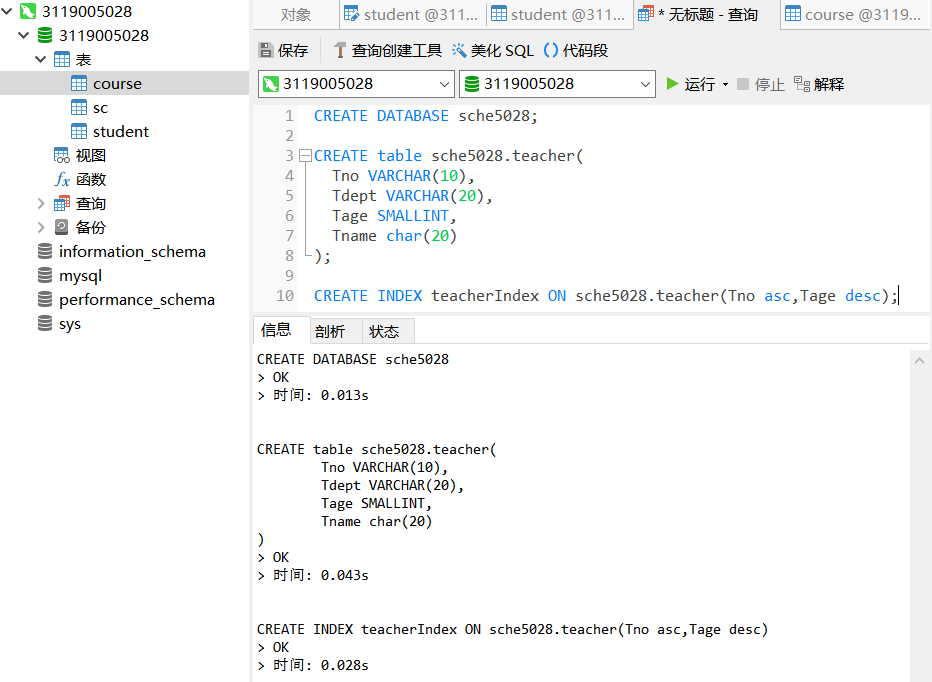 3119005028
3119005028
表
course
sc
student
视图
函数
查询
备份
information_schema
mysql
performance_schema
sys
对象
student @311...
student @311...
* 无标题 - 查询
course @3119...
保存
查询创建工具
美化 SQL
() 代码段
3119005028
3119005028
运行
停止
解释
1 CREATE DATABASE sche5028;
2
3 CREATE table sche5028.teacher(
4 Tno VARCHAR(10),
5 Tdept VARCHAR(20),
6 Tage SMALLINT,
7 Tname char(20)
8 );
9
10 CREATE INDEX teacherIndex ON sche5028.teacher(Tno asc,Tage desc);
信息
剖析
状态
CREATE DATABASE sche5028
> OK
> 时间: 0.013s
CREATE table sche5028.teacher(
Tno VARCHAR(10),
Tdept VARCHAR(20),
Tage SMALLINT,
Tname char(20)
)
> OK
> 时间: 0.043s
CREATE INDEX teacherIndex ON sche5028.teacher(Tno asc,Tage desc)
> OK
> 时间: 0.028s